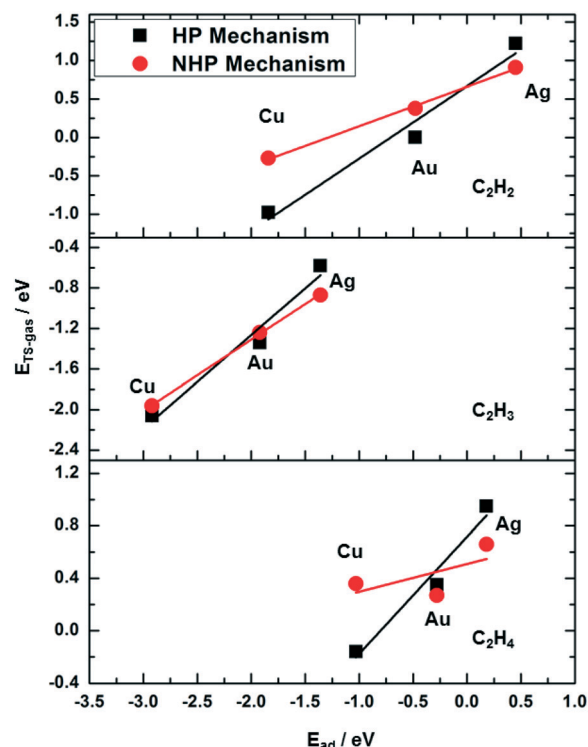 HP Mechanism
NHP Mechanism
1.5
1.0
0.5
0.0
-0.5
-1.0
Cu
Au
Ag
C₂H₂
-0.4
-0.8
-1.2
-1.6
-2.0
-2.4
Cu
Au
Ag
C₂H₃
1.2
0.8
0.4
0.0
-0.4
Cu
Au
Ag
C₂H₄
-3.5 -3.0 -2.5 -2.0 -1.5 -1.0 -0.5 0.0 0.5 1.0
E_TS-gas / eV
E_ad / eV